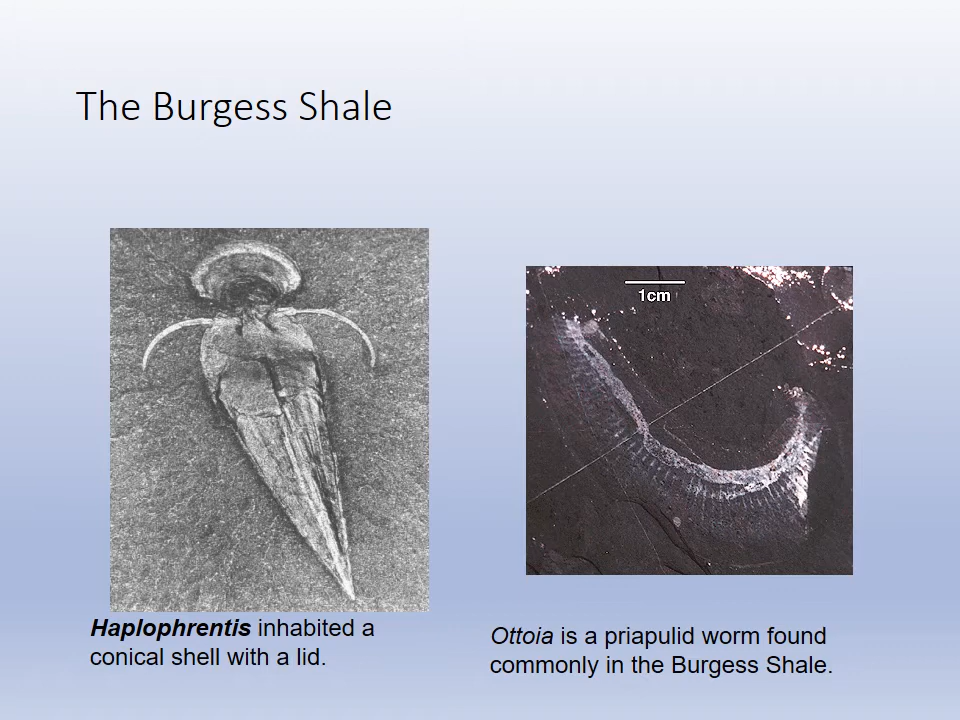 The Burgess Shale
1cm
Haplophrentis inhabited a
conical shell with a lid.
Ottoia is a priapulid worm found
commonly in the Burgess Shale.